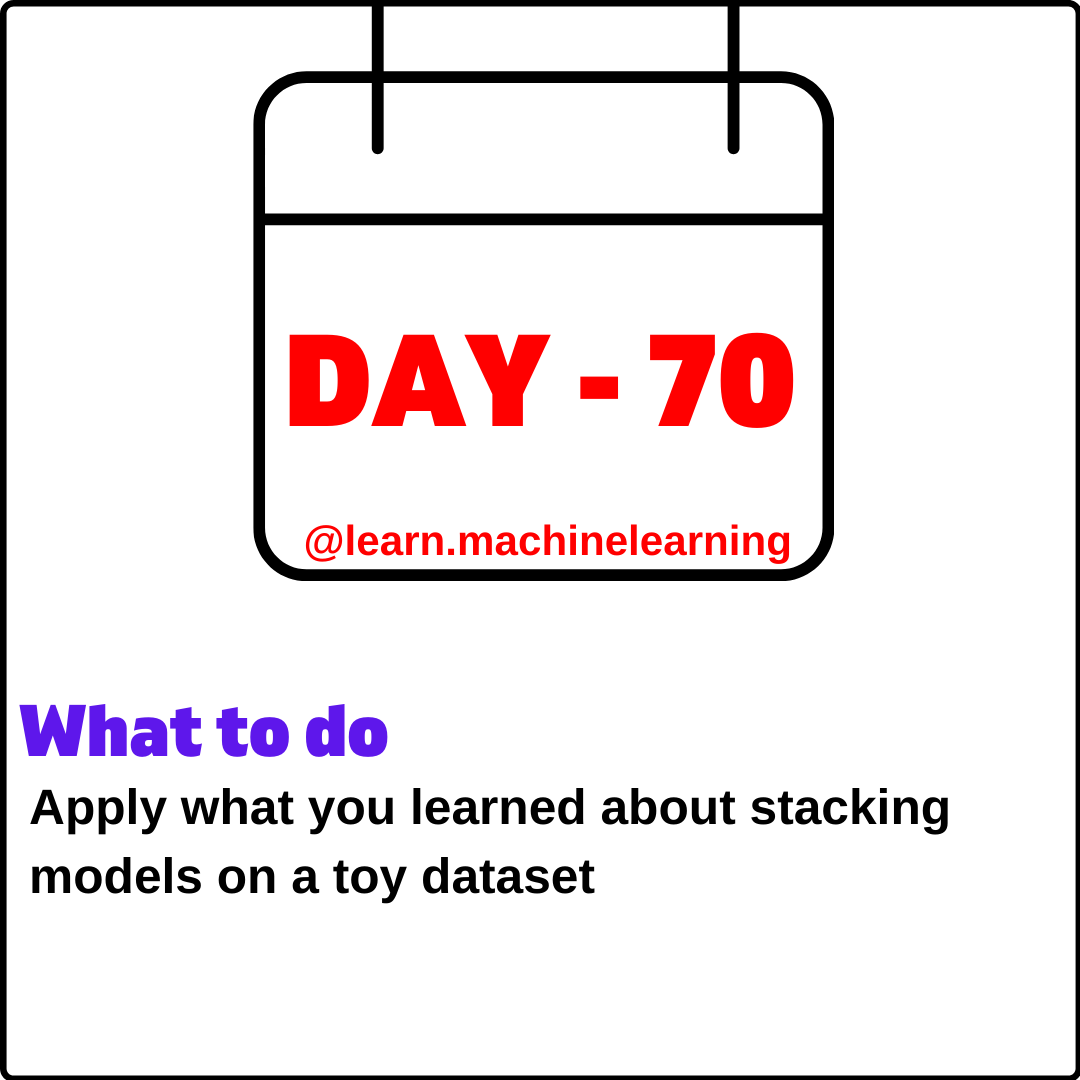 DAY - 70
@learn.machinelearning
What to do
Apply what you learned about stacking
models on a toy dataset